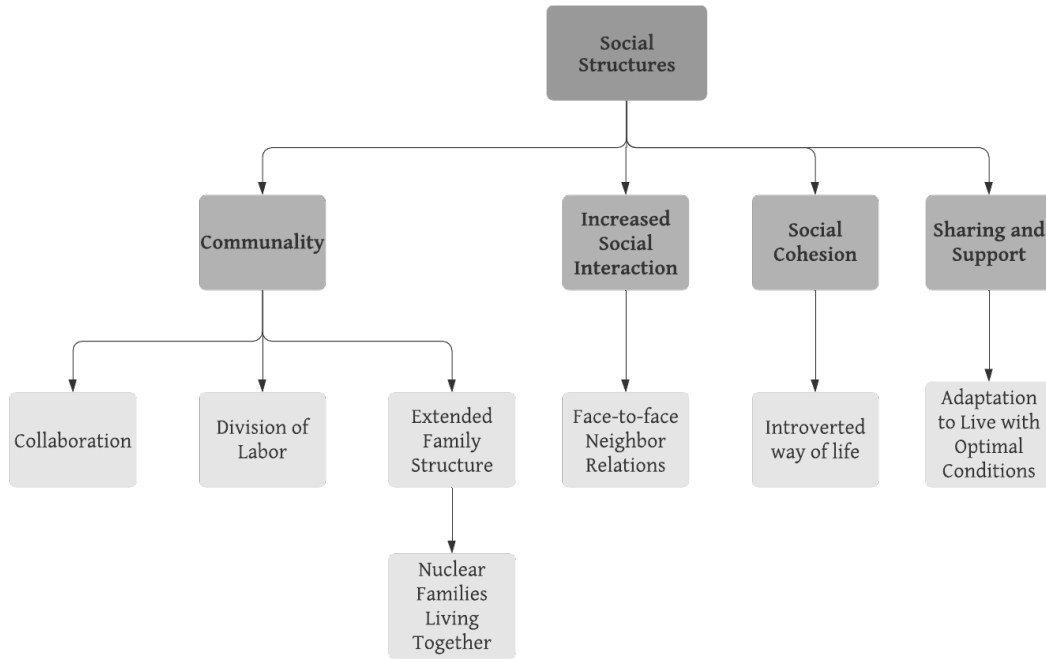 Social
Structures
Communality
Increased
Social
Interaction
Social
Cohesion
Sharing and
Support
Collaboration
Division of
Labor
Extended
Family
Structure
Face-to-face
Neighbor
Relations
Introverted
way of life
Adaptation
to Live with
Optimal
Conditions
Nuclear
Families
Living
Together